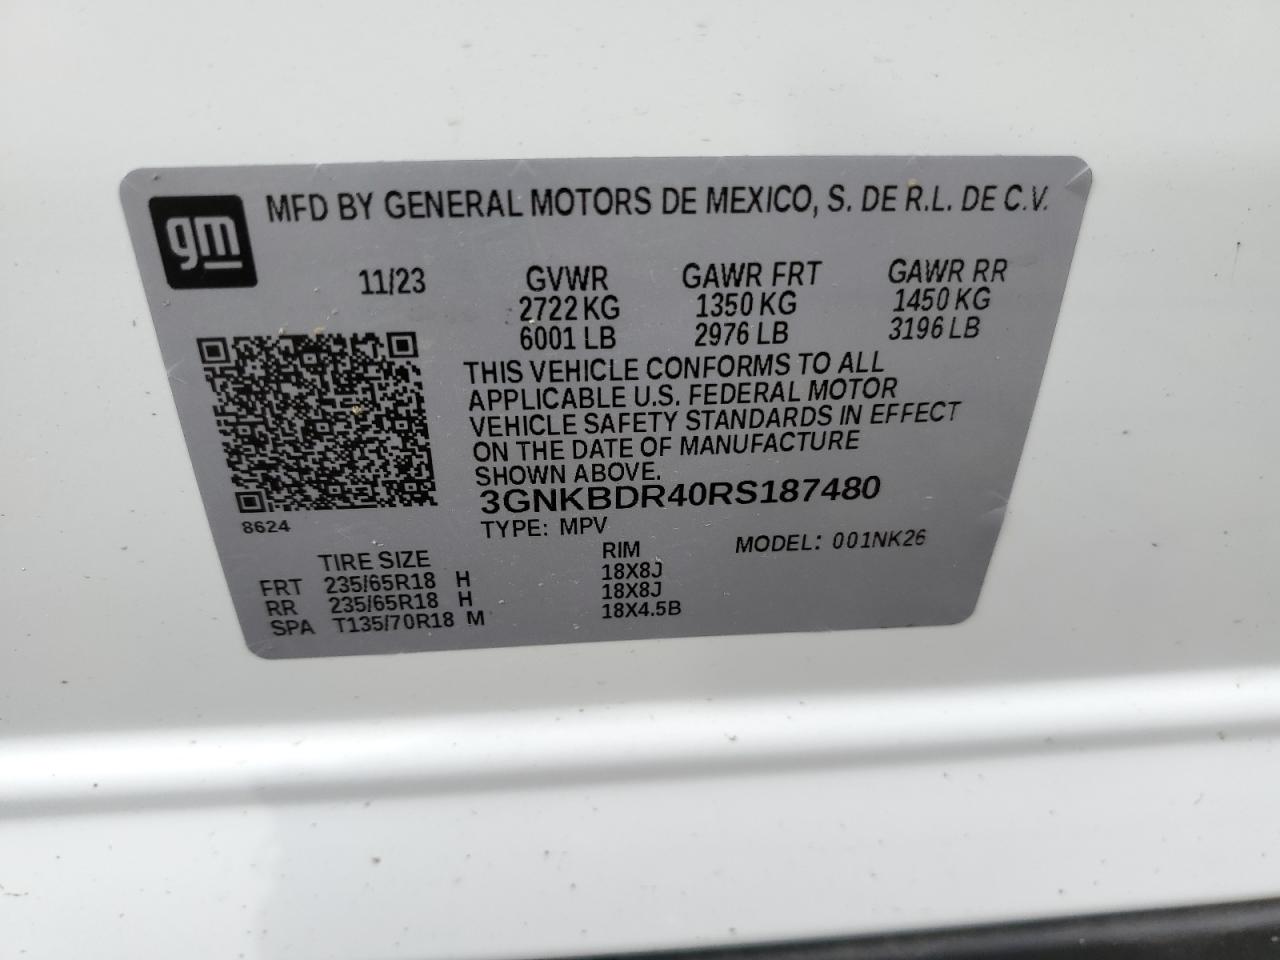 gm MFD BY GENERAL MOTORS DE MEXICO, S. DE R.L. DE C.V.
11/23 GVWR GAWR FRT GAWR RR
2722 KG 1350 KG 1450 KG
6001 LB 2976 LB 3196 LB
THIS VEHICLE CONFORMS TO ALL
APPLICABLE U.S. FEDERAL MOTOR
VEHICLE SAFETY STANDARDS IN EFFECT
ON THE DATE OF MANUFACTURE
SHOWN ABOVE.
3GNKBDR40RS187480
8624 TYPE: MPV MODEL: 001NK26
TIRE SIZE RIM
FRT 235/65R18 H 18X8J
RR 235/65R18 H 18X8J
SPA T135/70R18 M 18X4.5B